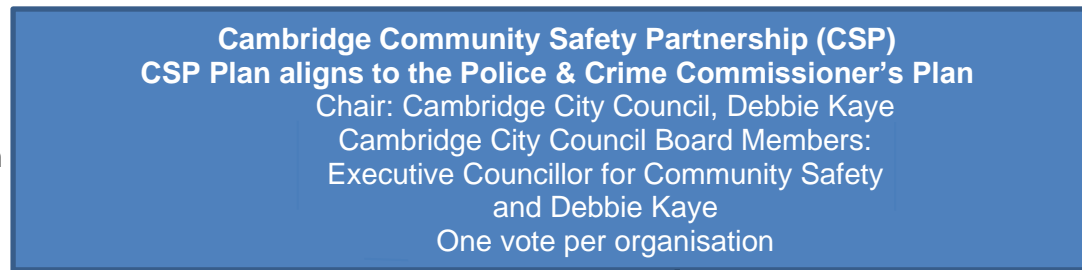 Cambridge Community Safety Partnership (CSP)
CSP Plan aligns to the Police & Crime Commissioner's Plan
Chair: Cambridge City Council, Debbie Kaye
Cambridge City Council Board Members:
Executive Councillor for Community Safety
and Debbie Kaye
One vote per organisation